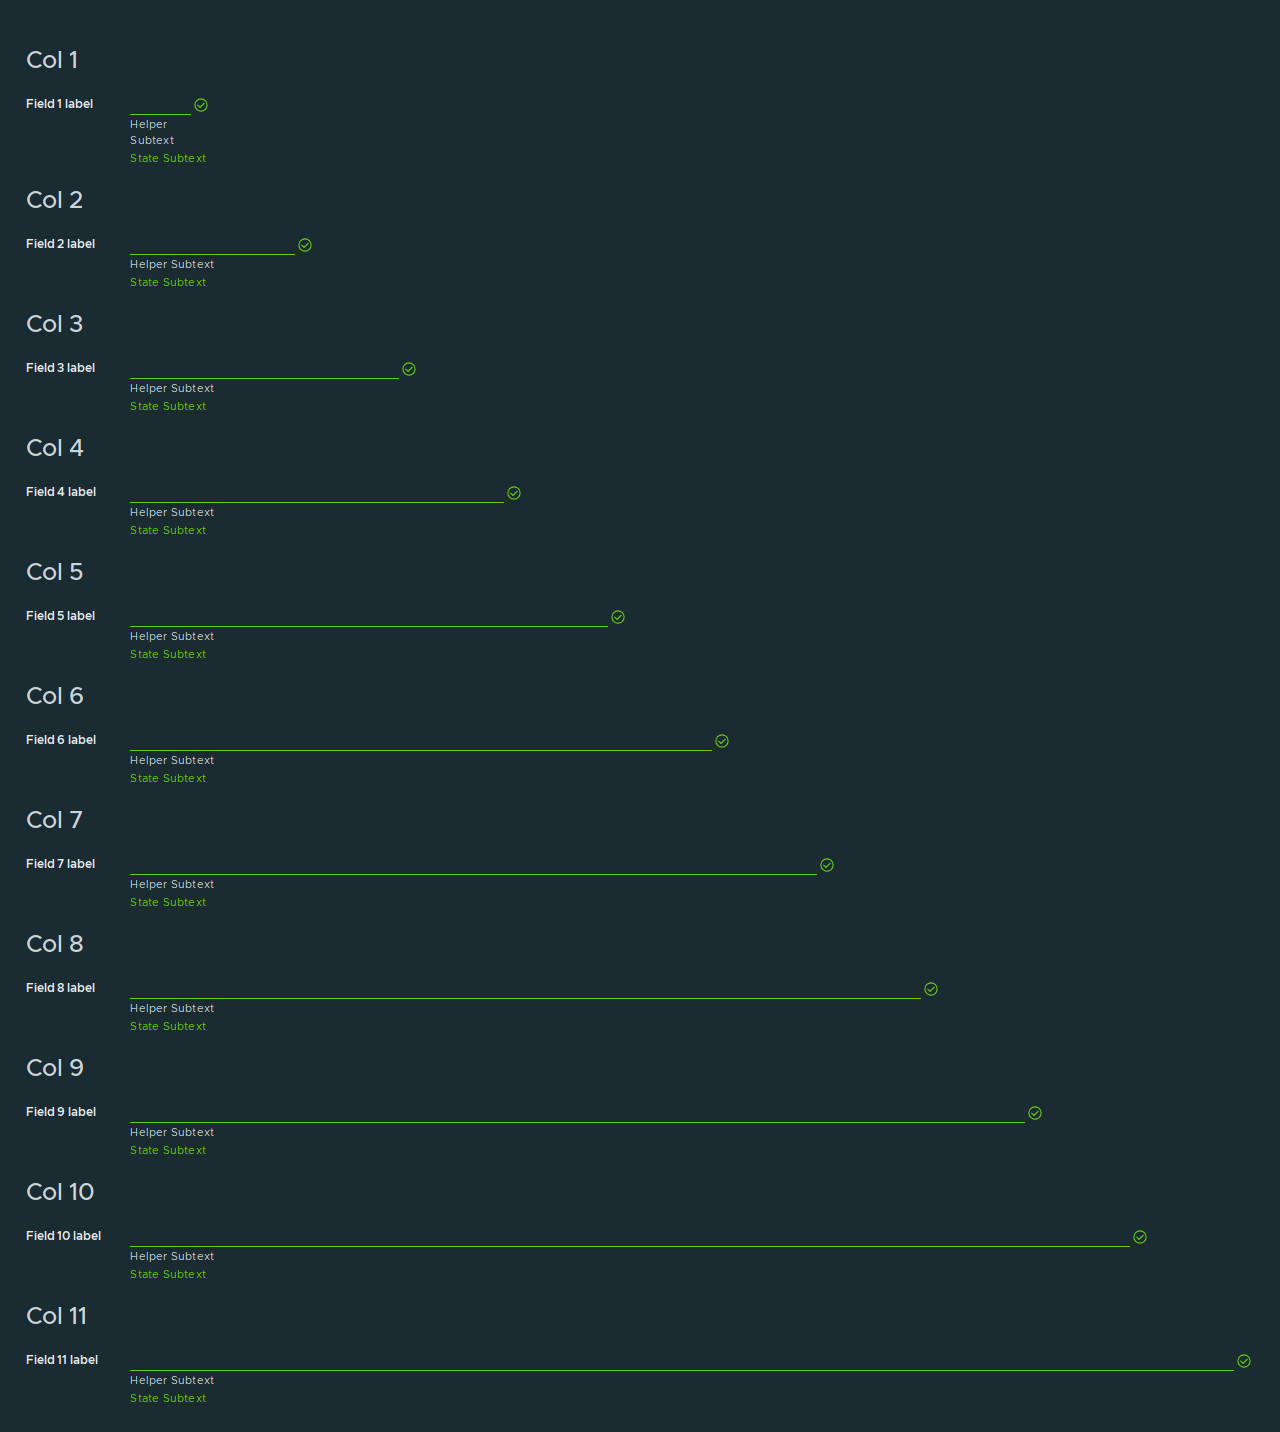 Col 1
Field 1 label
Helper
Subtext
State Subtext
Col 2
Field 2 label
Helper Subtext
State Subtext
Col 3
Field 3 label
Helper Subtext
State Subtext
Col 4
Field 4 label
Helper Subtext
State Subtext
Col 5
Field 5 label
Helper Subtext
State Subtext
Col 6
Field 6 label
Helper Subtext
State Subtext
Col 7
Field 7 label
Helper Subtext
State Subtext
Col 8
Field 8 label
Helper Subtext
State Subtext
Col 9
Field 9 label
Helper Subtext
State Subtext
Col 10
Field 10 label
Helper Subtext
State Subtext
Col 11
Field 11 label
Helper Subtext
State Subtext